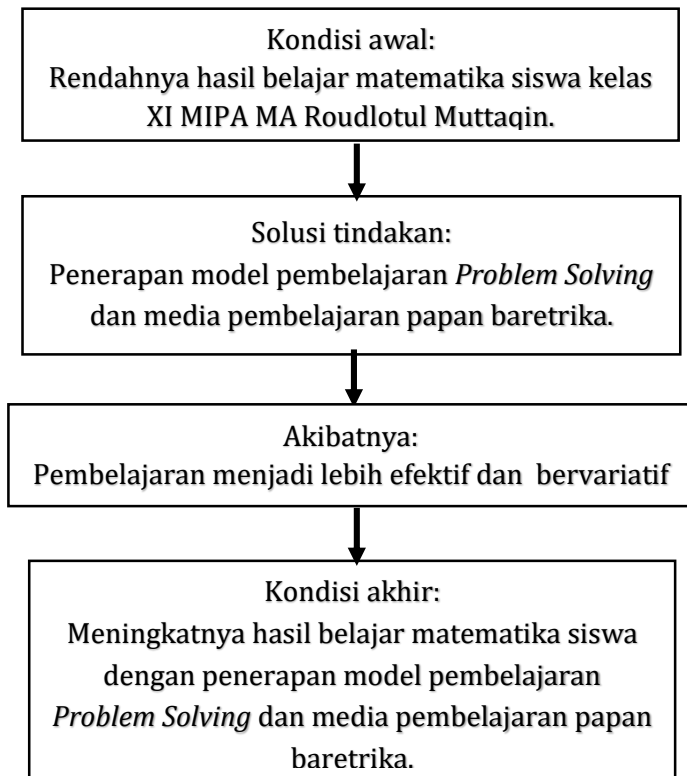 Kondisi awal:
Rendahnya hasil belajar matematika siswa kelas
XI MIPA MA Roudlotul Muttaqin.
Solusi tindakan:
Penerapan model pembelajaran Problem Solving
dan media pembelajaran papan baretrika.
Akibatnya:
Pembelajaran menjadi lebih efektif dan bervariatif
Kondisi akhir:
Meningkatnya hasil belajar matematika siswa
dengan penerapan model pembelajaran
Problem Solving dan media pembelajaran papan
baretrika.